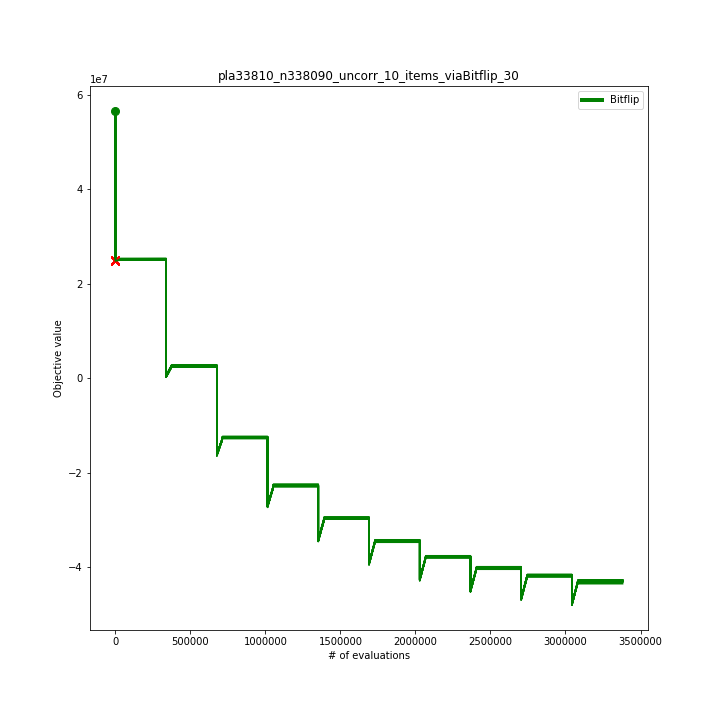 pla33810_n338090_uncorr_10_items_viaBitflip_30
1e7
Bitflip
6
4
2
0
−2
−4
Objective value
0 500000 1000000 1500000 2000000 2500000 3000000 3500000
# of evaluations